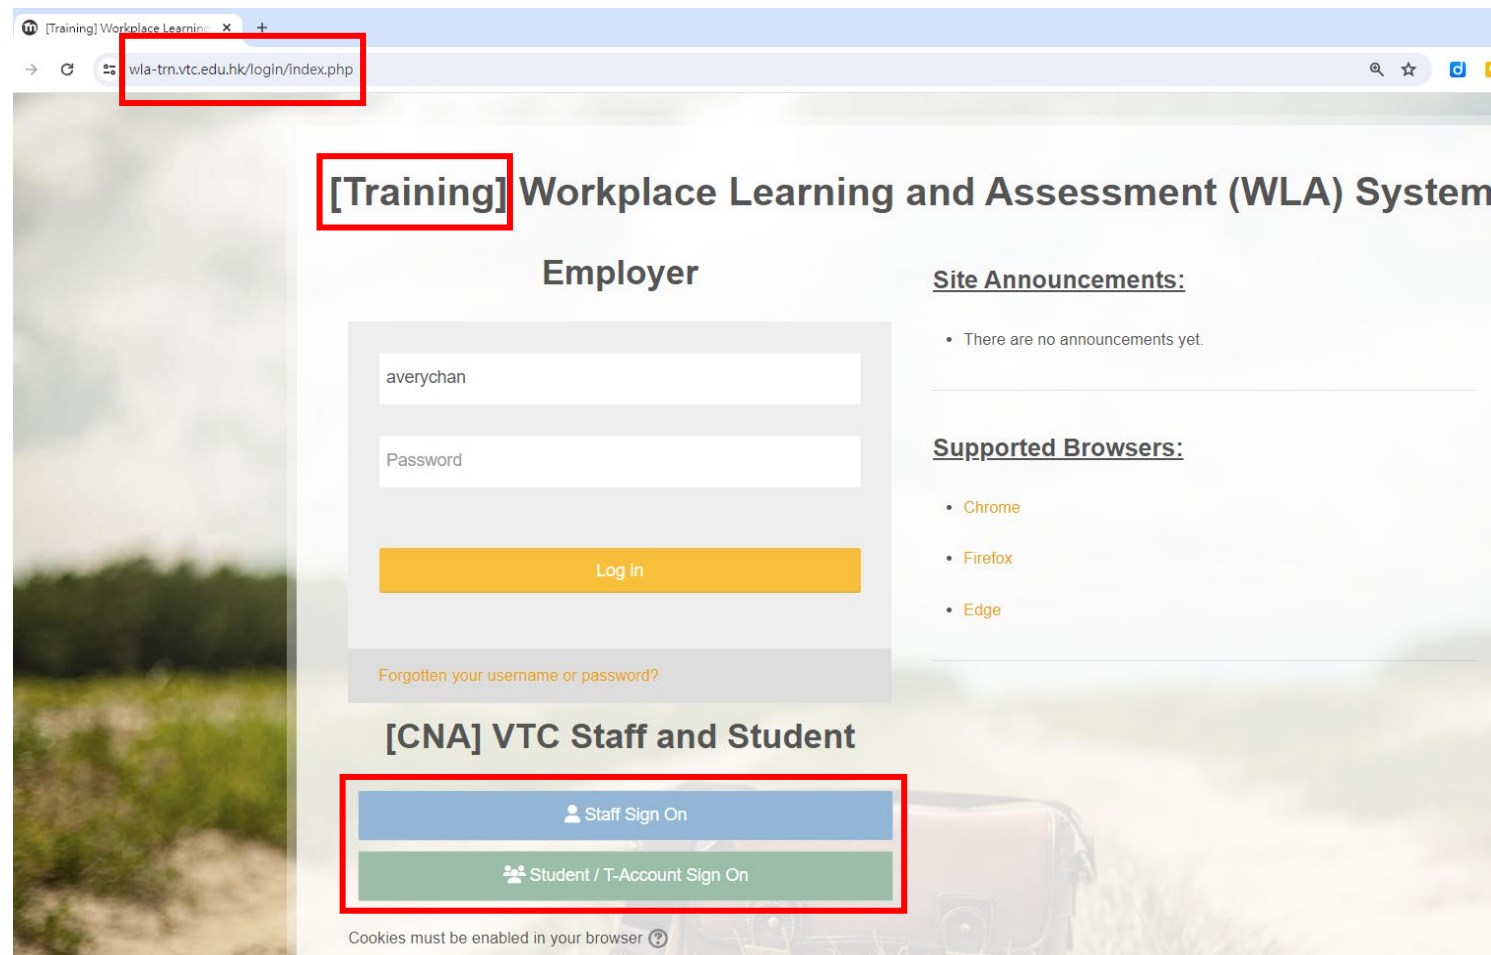 [Training] Workplace Learning
wla-trn.vtc.edu.hk/login/index.php
[Training] Workplace Learning and Assessment (WLA) System
Employer
averychan
Password
Log in
Forgotten your username or password?
[CNA] VTC Staff and Student
Staff Sign On
Student / T-Account Sign On
Cookies must be enabled in your browser
Site Announcements:
• There are no announcements yet.
Supported Browsers:
• Chrome
• Firefox
• Edge